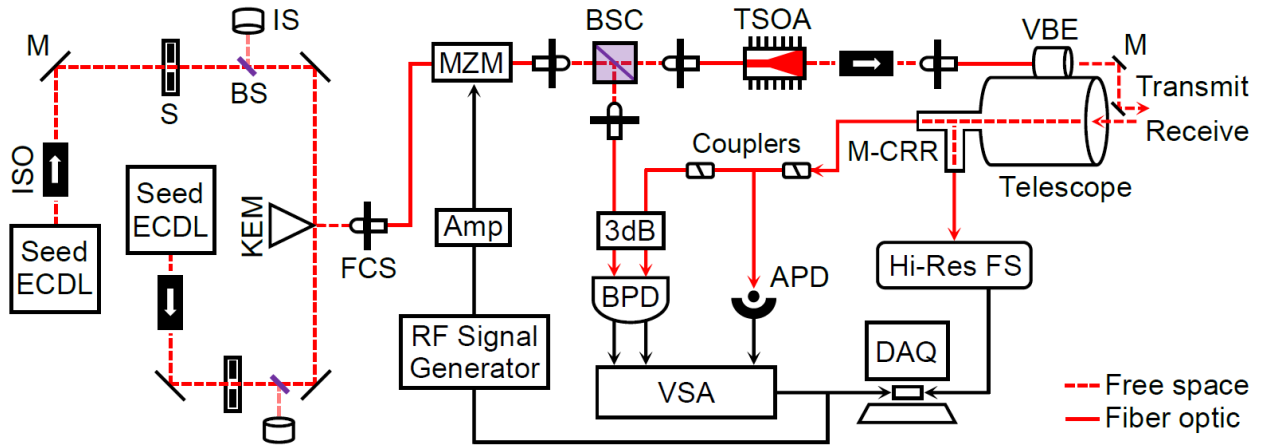 IS
BSC
TSOA
VBE
M
M
MZM
S
BS
Transmit
Receive
Couplers
M-CRR
Telescope
ISO
Seed
ECDL
Seed
ECDL
KEM
FCS
Amp
3dB
Hi-Res FS
BPD
APD
RF Signal
Generator
DAQ
VSA
Free space
Fiber optic